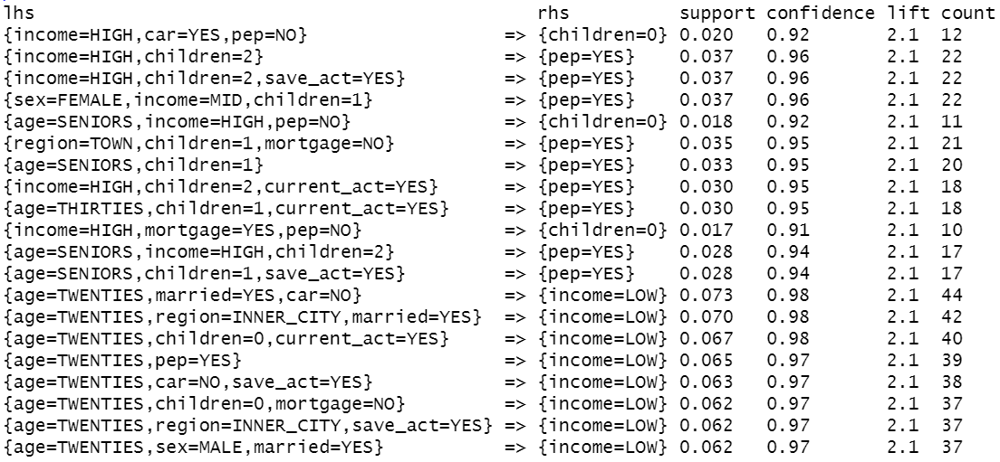 lhs rhs support confidence lift count
{income=HIGH,car=YES,pep=NO} => {children=0} 0.020 0.92 2.1 12
{income=HIGH,children=2} => {pep=YES} 0.037 0.96 2.1 22
{income=HIGH,children=2,save_act=YES} => {pep=YES} 0.037 0.96 2.1 22
{sex=FEMALE,income=MID,children=1} => {pep=YES} 0.037 0.96 2.1 22
{age=SENIORS,income=HIGH,pep=NO} => {children=0} 0.018 0.92 2.1 11
{region=TOWN,children=1,mortgage=NO} => {pep=YES} 0.035 0.95 2.1 21
{age=SENIORS,children=1} => {pep=YES} 0.033 0.95 2.1 20
{income=HIGH,children=2,current_act=YES} => {pep=YES} 0.030 0.95 2.1 18
{age=THIRTIES,children=1,current_act=YES} => {pep=YES} 0.030 0.95 2.1 18
{income=HIGH,mortgage=YES,pep=NO} => {children=0} 0.017 0.91 2.1 10
{age=SENIORS,income=HIGH,children=2} => {pep=YES} 0.028 0.94 2.1 17
{age=SENIORS,children=1,save_act=YES} => {pep=YES} 0.028 0.94 2.1 17
{age=TWENTIES,married=YES,car=NO} => {income=LOW} 0.073 0.98 2.1 44
{age=TWENTIES,region=INNER_CITY,married=YES} => {income=LOW} 0.070 0.98 2.1 42
{age=TWENTIES,children=0,current_act=YES} => {income=LOW} 0.067 0.98 2.1 40
{age=TWENTIES,pep=YES} => {income=LOW} 0.065 0.97 2.1 39
{age=TWENTIES,car=NO,save_act=YES} => {income=LOW} 0.063 0.97 2.1 38
{age=TWENTIES,children=0,mortgage=NO} => {income=LOW} 0.062 0.97 2.1 37
{age=TWENTIES,region=INNER_CITY,save_act=YES} => {income=LOW} 0.062 0.97 2.1 37
{age=TWENTIES,sex=MALE,married=YES} => {income=LOW} 0.062 0.97 2.1 37